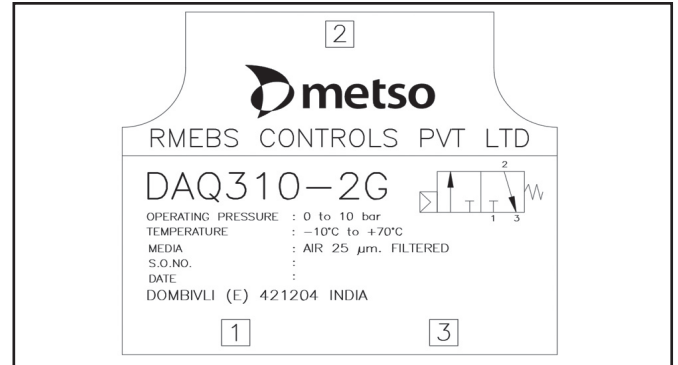 2
metso
RMEBS CONTROLS PVT LTD
DAQ310-2G
2
1 3
OPERATING PRESSURE : 0 to 10 bar
TEMPERATURE : -10°C to +70°C
MEDIA : AIR 25 µm. FILTERED
S.O.NO. :
DATE :
DOMBIVLI (E) 421204 INDIA
1 3